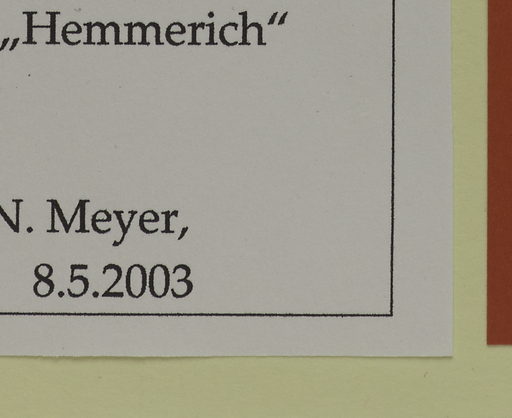 „Hemmerich“
N. Meyer,
8.5.2003